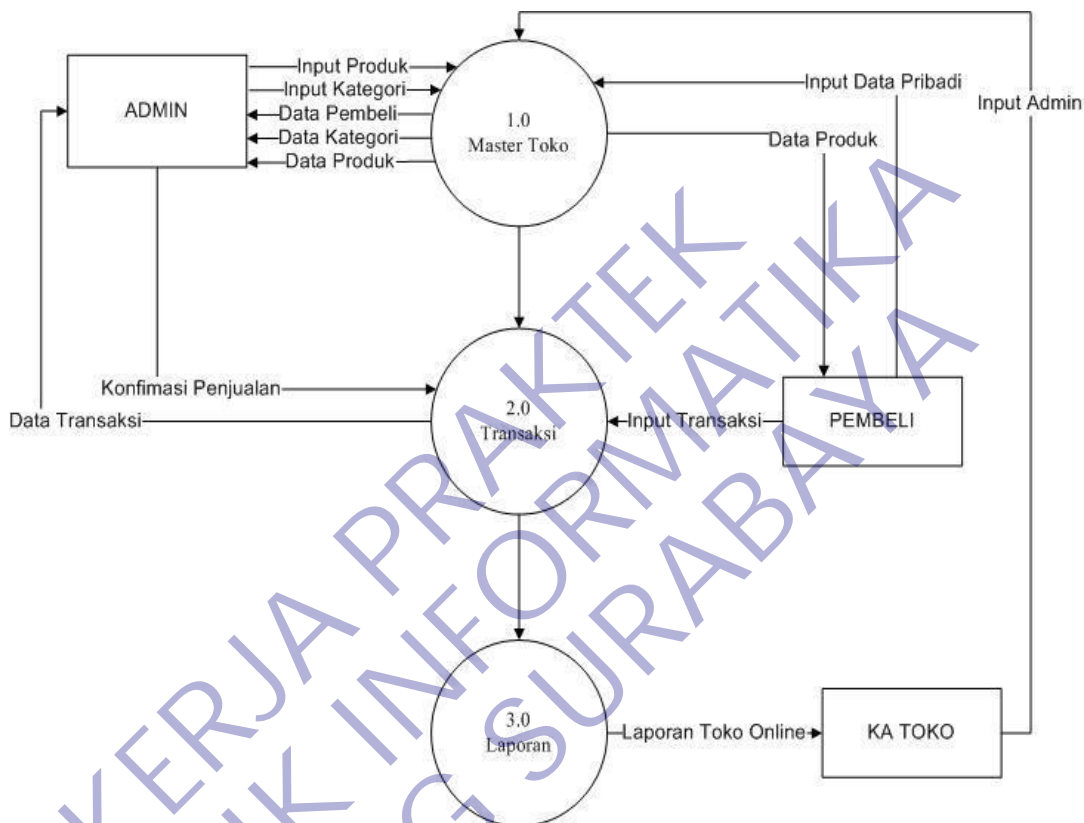 Input Produk
Input Kategori
Data Pembeli
Data Kategori
Data Produk
ADMIN
1.0
Master Toko
Input Data Pribadi
Data Produk
Input Admin
Konfimasi Penjualan
Data Transaksi
2.0
Transaksi
Input Transaksi
PEMBELI
3.0
Laporan
Laporan Toko Online
KA TOKO
KERJA PRAKTEK
INFORMATIKA
SURABAYA